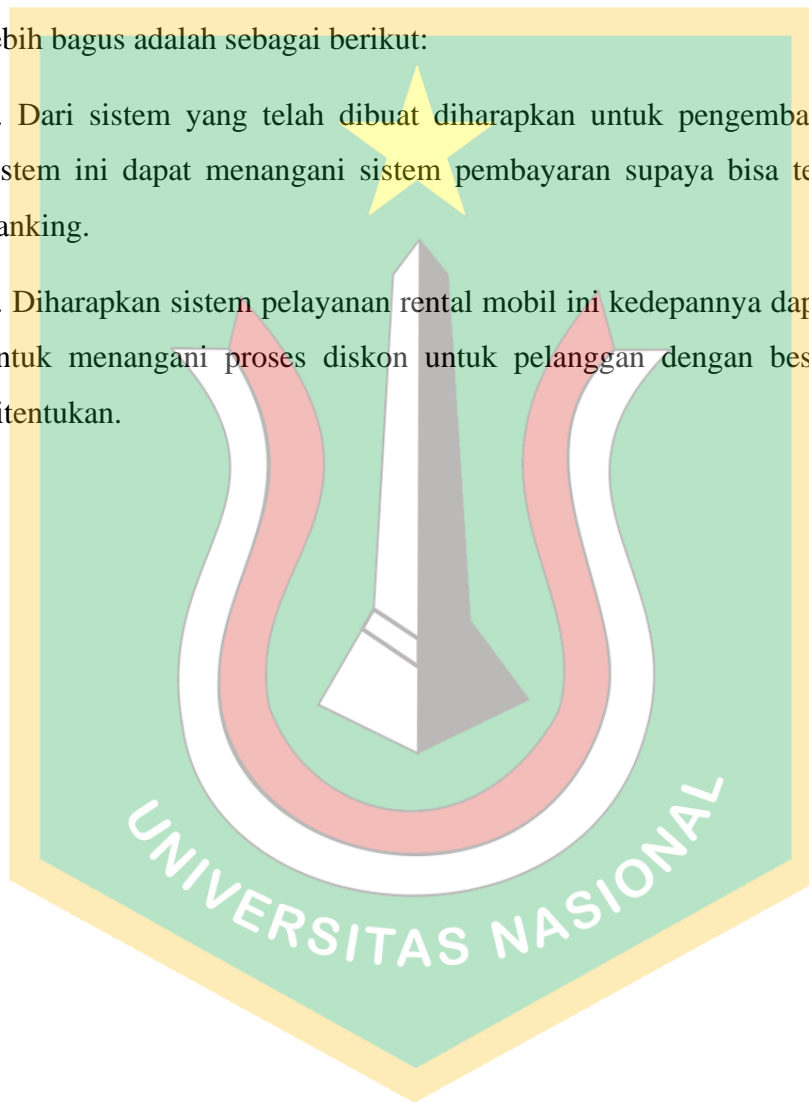 ebih bagus adalah sebagai berikut:
. Dari sistem yang telah dibuat diharapkan untuk pengemba
istem ini dapat menangani sistem pembayaran supaya bisa te
anking.
. Diharapkan sistem pelayanan rental mobil ini kedepannya dap
ntuk menangani proses diskon untuk pelanggan dengan bes
itentukan.
UNIVERSITAS NASIONAL